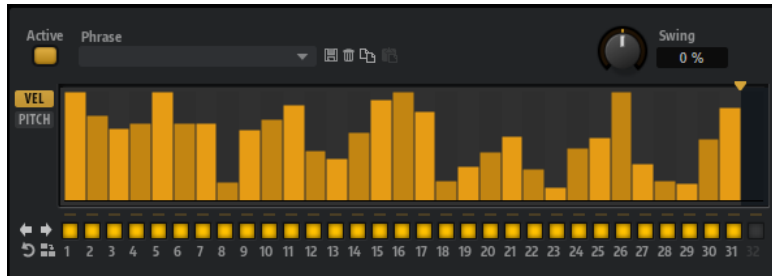 Active Phrase Swing
0 %
VEL
PITCH
1 2 3 4 5 6 7 8 9 10 11 12 13 14 15 16 17 18 19 20 21 22 23 24 25 26 27 28 29 30 31 32